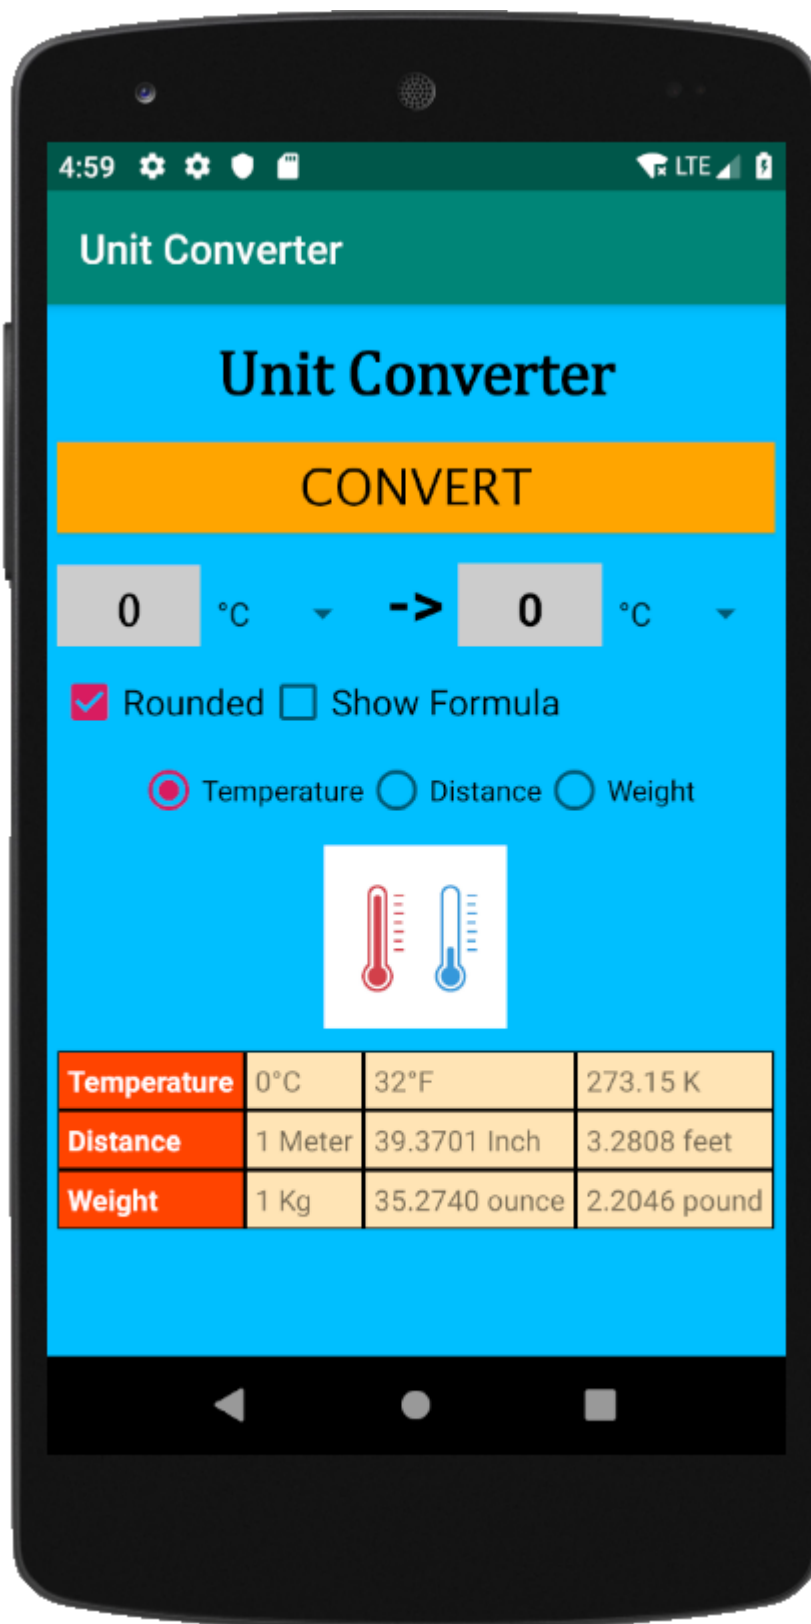 4:59 LTE
Unit Converter
Unit Converter
CONVERT
0 °C -> 0 °C
Rounded Show Formula
Temperature Distance Weight
Temperature 0°C 32°F 273.15 K
Distance 1 Meter 39.3701 Inch 3.2808 feet
Weight 1 Kg 35.2740 ounce 2.2046 pound